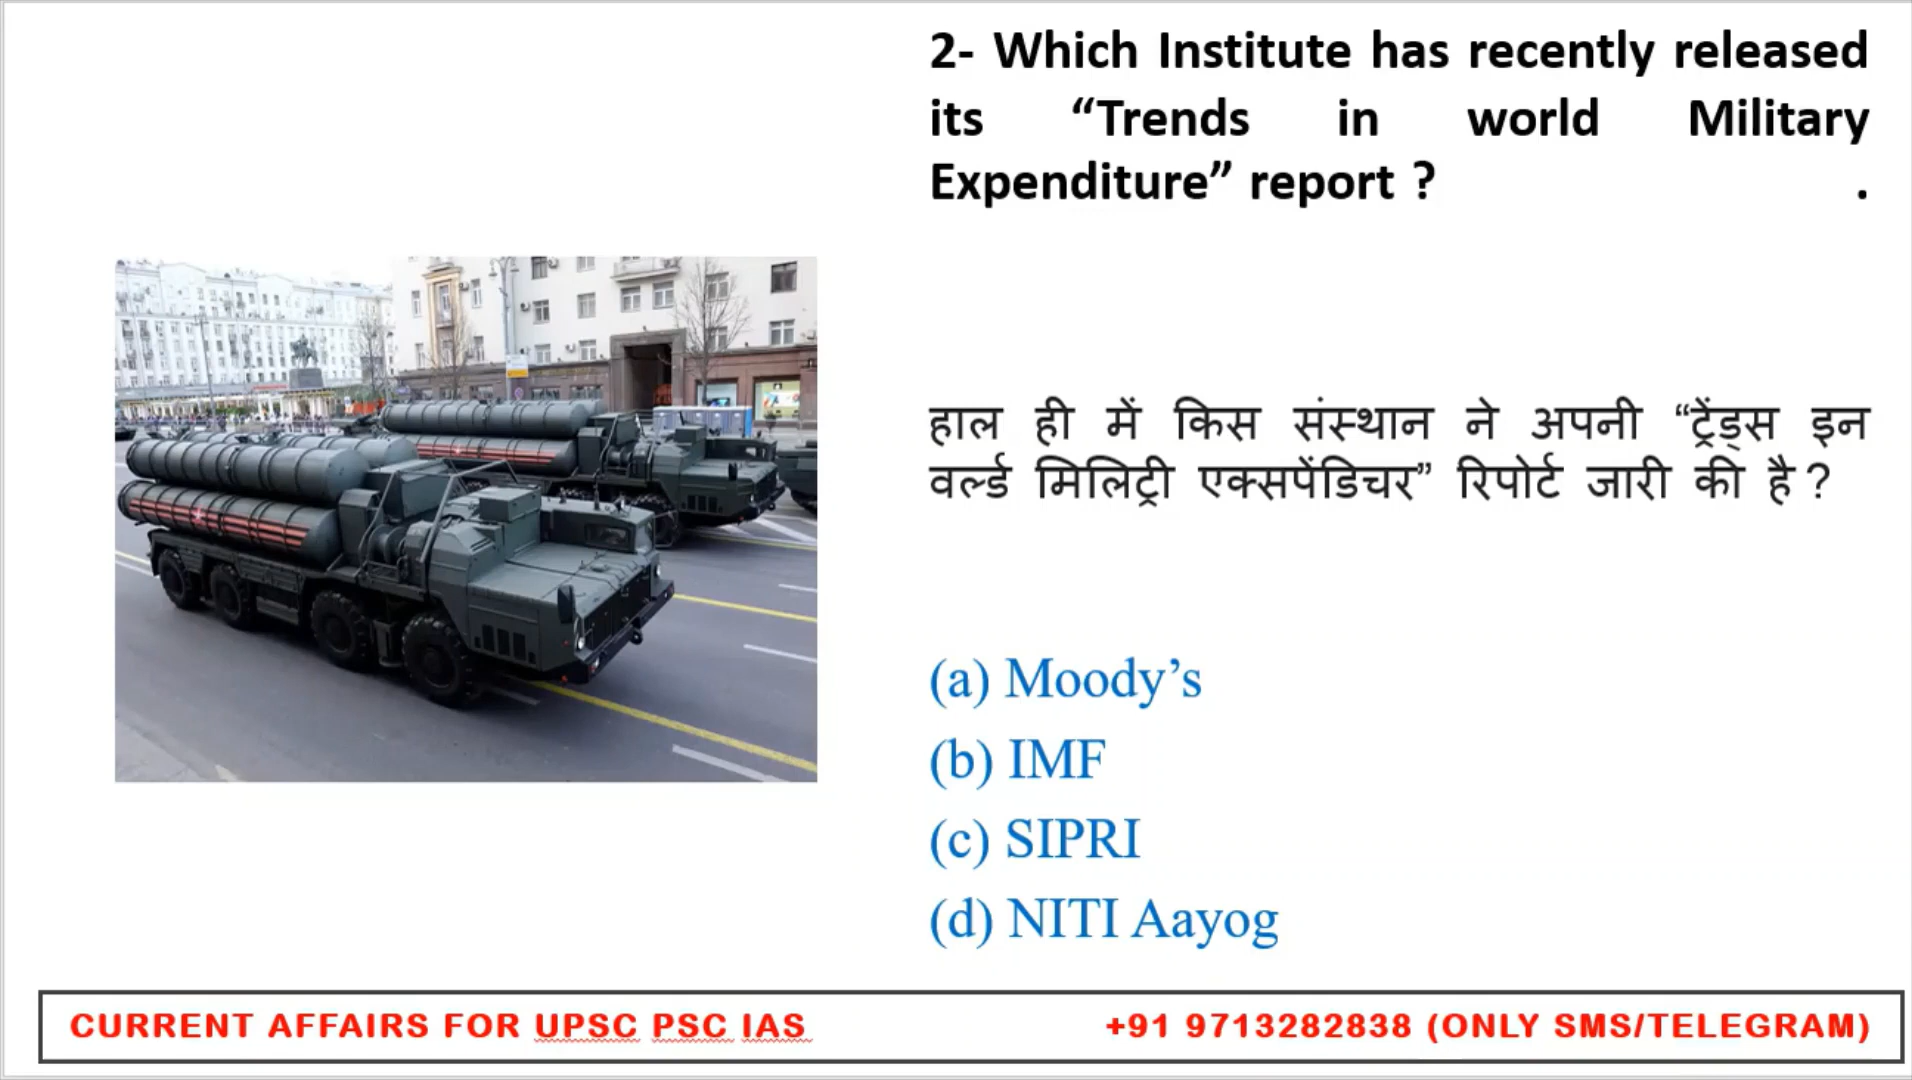 2- Which Institute has recently released
its “Trends in world Military
Expenditure” report ? .
हाल ही में किस संस्थान ने अपनी “ट्रेंड्स इन
वर्ल्ड मिलिट्री एक्सपेंडिचर” रिपोर्ट जारी की है ?
(a) Moody’s
(b) IMF
(c) SIPRI
(d) NITI Aayog
CURRENT AFFAIRS FOR UPSC PSC IAS +91 9713282838 (ONLY SMS/TELEGRAM)